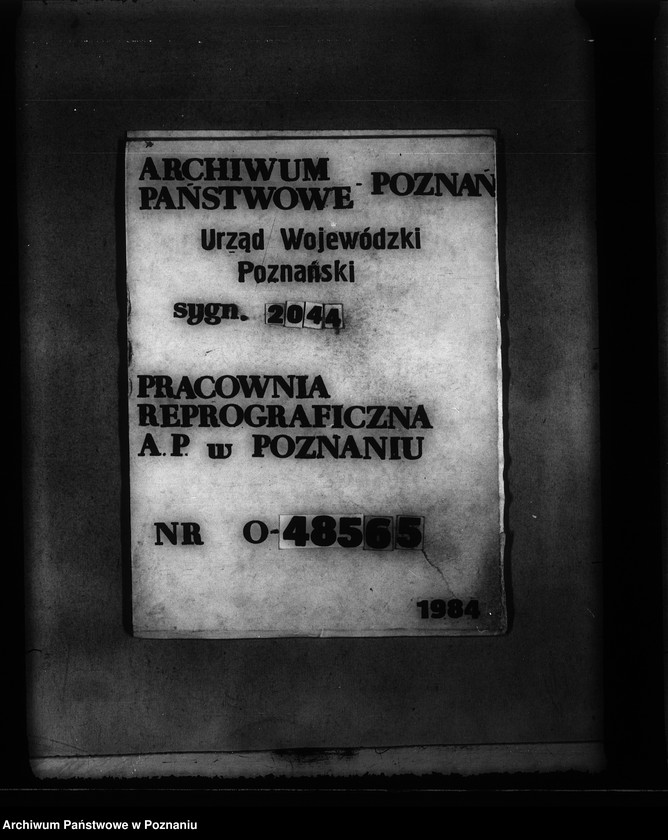 ARCHIWUM
PAŃSTWOWE - POZNAŃ
Urząd Wojewódzki
Poznański
sygn. 2044
PRACOWNIA
REPROGRAFICZNA
A.P. w POZNANIU
NR O-48565
1984
Archiwum Państwowe w Poznaniu